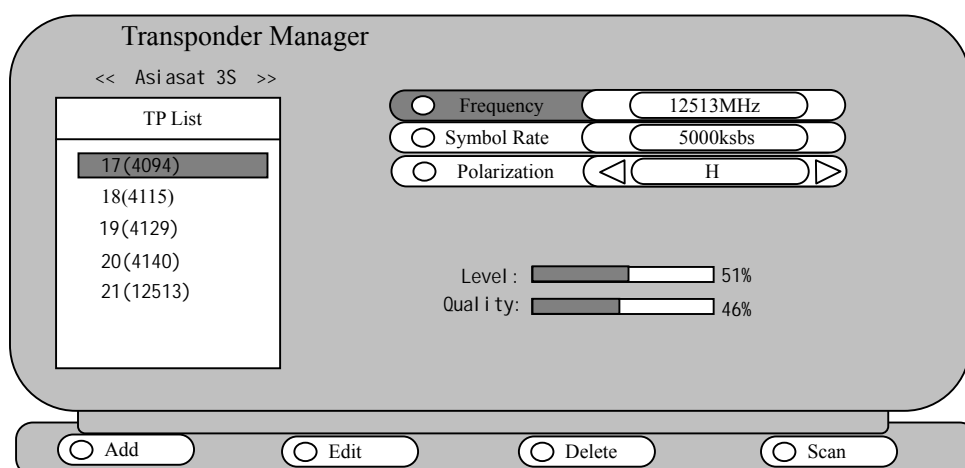 Transponder Manager
<< Asiasat 3S >>
TP List
17(4094)
18(4115)
19(4129)
20(4140)
21(12513)
Frequency 12513MHz
Symbol Rate 5000ksbs
Polarization H
Level: 51%
Quality: 46%
Add Edit Delete Scan